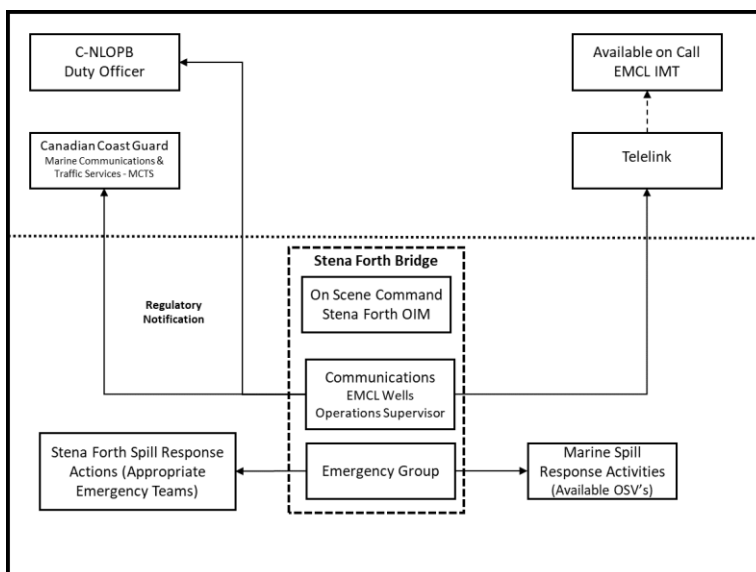 C-NLOPB
Duty Officer
Available on Call
EMCL IMT
Canadian Coast Guard
Marine Communications &
Traffic Services - MCTS
Telelink
Stena Forth Bridge
On Scene Command
Stena Forth OIM
Regulatory
Notification
Communications
EMCL Wells
Operations Supervisor
Stena Forth Spill Response
Actions (Appropriate
Emergency Teams)
Emergency Group
Marine Spill
Response Activities
(Available OSV's)